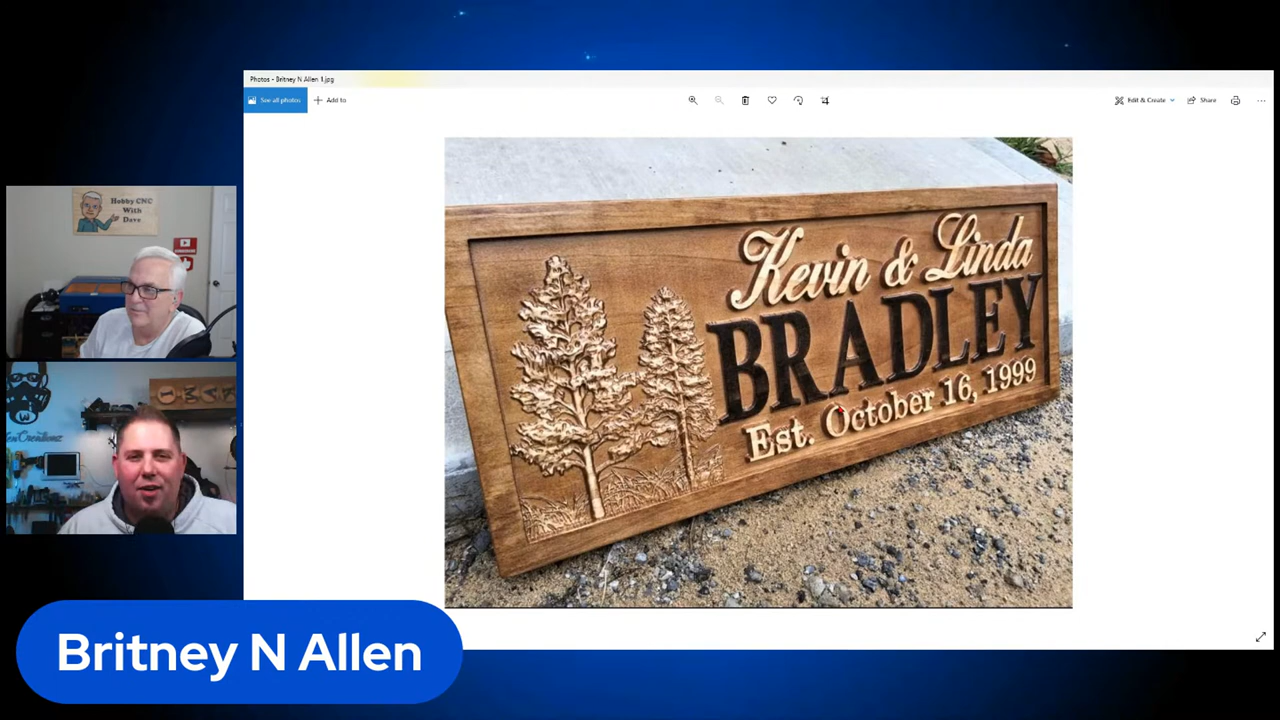 Photos - Britney N Allen 1.jpg
See all photos
Add to
Edit & Create
Share
Hobby CNC
With
Dave
Kevin & Linda
BRADLEY
Est. October 16, 1999
Britney N Allen